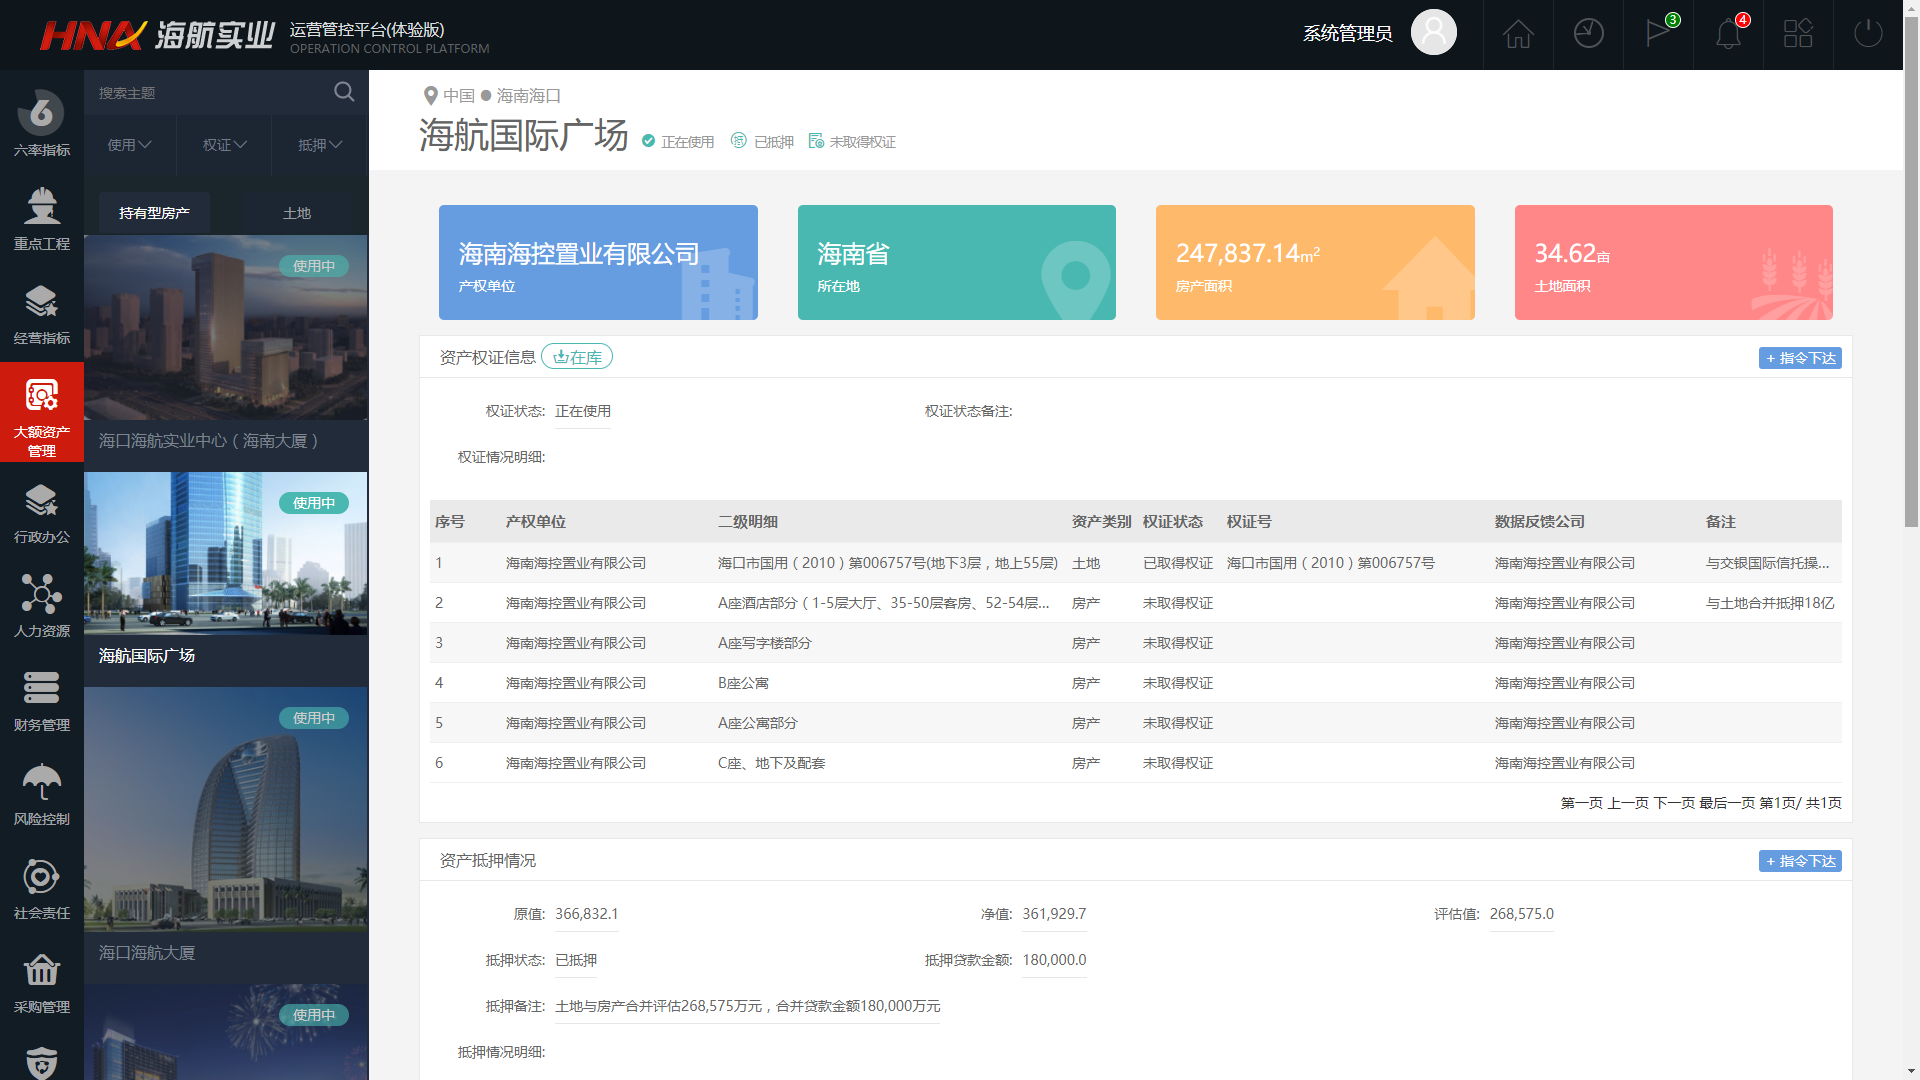 HNA 海航实业 运营管控平台(体验版)
OPERATION CONTROL PLATFORM
系统管理员
3
4
6
六率指标
重点工程
经营指标
大额资产
管理
行政办公
人力资源
财务管理
风险控制
社会责任
采购管理
搜索主题
使用 权证 抵押
持有型房产 土地
使用中
海口海航实业中心（海南大厦）
使用中
海航国际广场
使用中
海口海航大厦
使用中
中国 海南海口
海航国际广场 正在使用 已抵押 未取得权证
海南海控置业有限公司
产权单位
海南省
所在地
247,837.14m²
房产面积
34.62亩
土地面积
资产权证信息 在库 + 指令下达
权证状态: 正在使用 权证状态备注:
权证情况明细:
序号 产权单位 二级明细 资产类别 权证状态 权证号 数据反馈公司 备注
1 海南海控置业有限公司 海口市国用（2010）第006757号(地下3层，地上55层) 土地 已取得权证 海口市国用（2010）第006757号 海南海控置业有限公司 与交银国际信托操...
2 海南海控置业有限公司 A座酒店部分（1-5层大厅、35-50层客房、52-54层... 房产 未取得权证 海南海控置业有限公司 与土地合并抵押18亿
3 海南海控置业有限公司 A座写字楼部分 房产 未取得权证 海南海控置业有限公司
4 海南海控置业有限公司 B座公寓 房产 未取得权证 海南海控置业有限公司
5 海南海控置业有限公司 A座公寓部分 房产 未取得权证 海南海控置业有限公司
6 海南海控置业有限公司 C座、地下及配套 房产 未取得权证 海南海控置业有限公司
第一页 上一页 下一页 最后一页 第1页/ 共1页
资产抵押情况 + 指令下达
原值: 366,832.1 净值: 361,929.7 评估值: 268,575.0
抵押状态: 已抵押 抵押贷款金额: 180,000.0
抵押备注: 土地与房产合并评估268,575万元，合并贷款金额180,000万元
抵押情况明细: